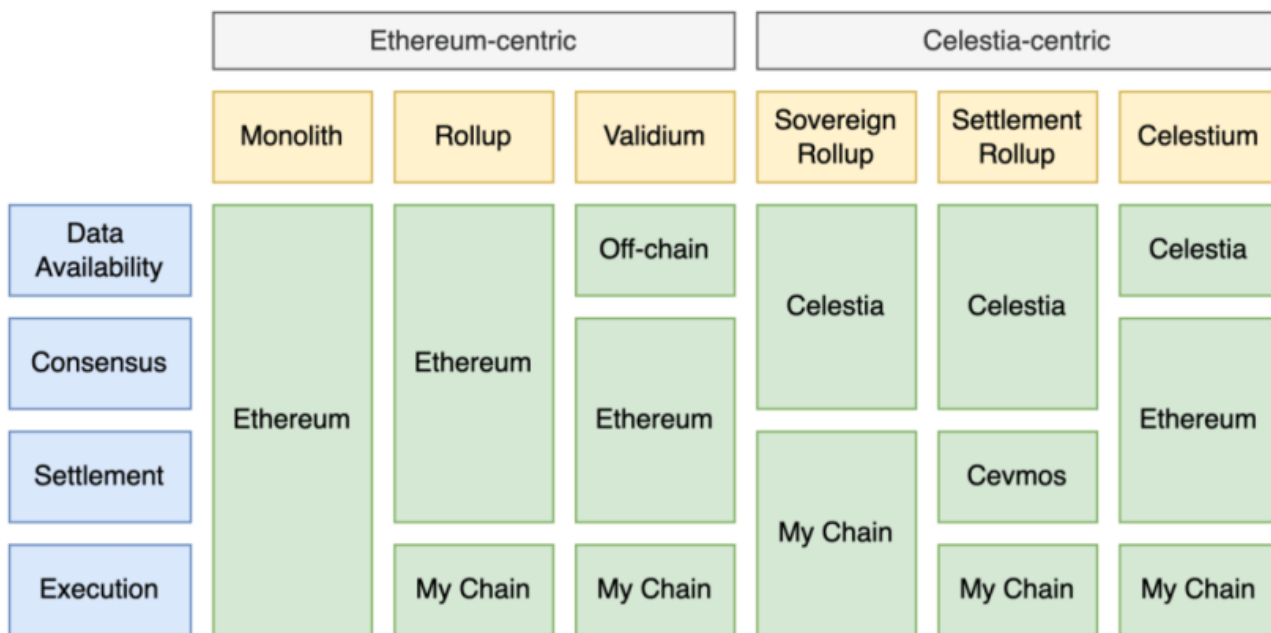 Ethereum-centric
Celestia-centric
Monolith
Rollup
Validium
Sovereign
Rollup
Settlement
Rollup
Celestium
Data
Availability
Off-chain
Celestia
Celestia
Celestia
Consensus
Ethereum
Ethereum
Ethereum
Ethereum
Settlement
Cevmos
My Chain
Execution
My Chain
My Chain
My Chain
My Chain